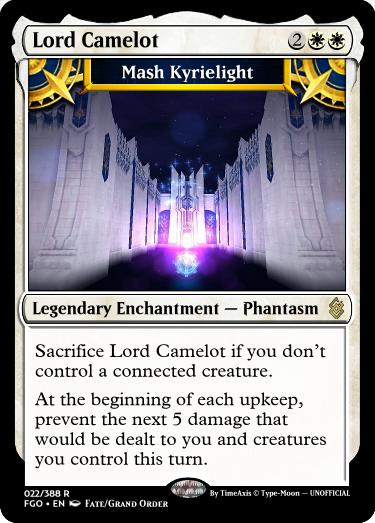 Lord Camelot 2
Mash Kyrielight
Legendary Enchantment — Phantasm
Sacrifice Lord Camelot if you don't
control a connected creature.
At the beginning of each upkeep,
prevent the next 5 damage that
would be dealt to you and creatures
you control this turn.
022/388 R
FGO • EN Fate/Grand Order
By TimeAxis © Type-Moon — UNOFFICIAL